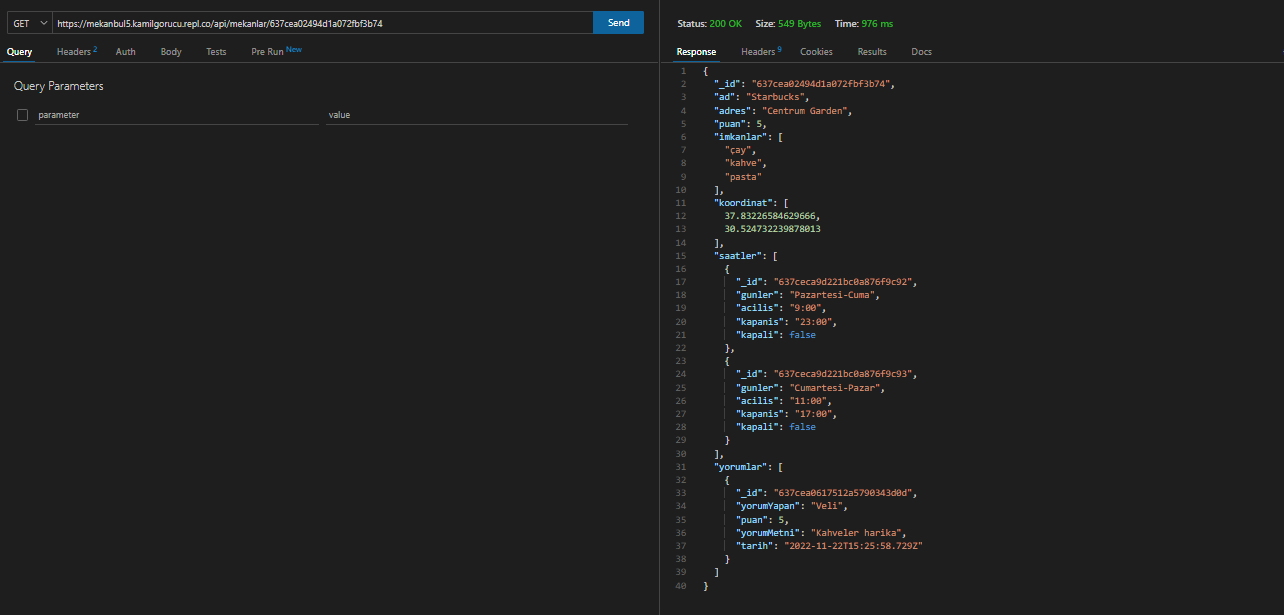 GET https://mekanbul5.kamilgorucu.repl.co/api/mekanlar/637cea02494d1a072fbf3b74 Send
Query Headers 2 Auth Body Tests Pre Run New
Query Parameters
parameter value
Status: 200 OK Size: 549 Bytes Time: 976 ms
Response Headers 9 Cookies Results Docs
1 {
2 "_id": "637cea02494d1a072fbf3b74",
3 "ad": "Starbucks",
4 "adres": "Centrum Garden",
5 "puan": 5,
6 "imkanlar": [
7 "çay",
8 "kahve",
9 "pasta"
10 ],
11 "koordinat": [
12 37.83226584629666,
13 30.524732239878013
14 ],
15 "saatler": [
16 {
17 "_id": "637ceca9d221bc0a876f9c92",
18 "gunler": "Pazartesi-Cuma",
19 "acilis": "9:00",
20 "kapanis": "23:00",
21 "kapali": false
22 },
23 {
24 "_id": "637ceca9d221bc0a876f9c93",
25 "gunler": "Cumartesi-Pazar",
26 "acilis": "11:00",
27 "kapanis": "17:00",
28 "kapali": false
29 }
30 ],
31 "yorumlar": [
32 {
33 "_id": "637cea0617512a5790343d0d",
34 "yorumYapan": "Veli",
35 "puan": 5,
36 "yorumMetni": "Kahveler harika",
37 "tarih": "2022-11-22T15:25:58.729Z"
38 }
39 ]
40 }